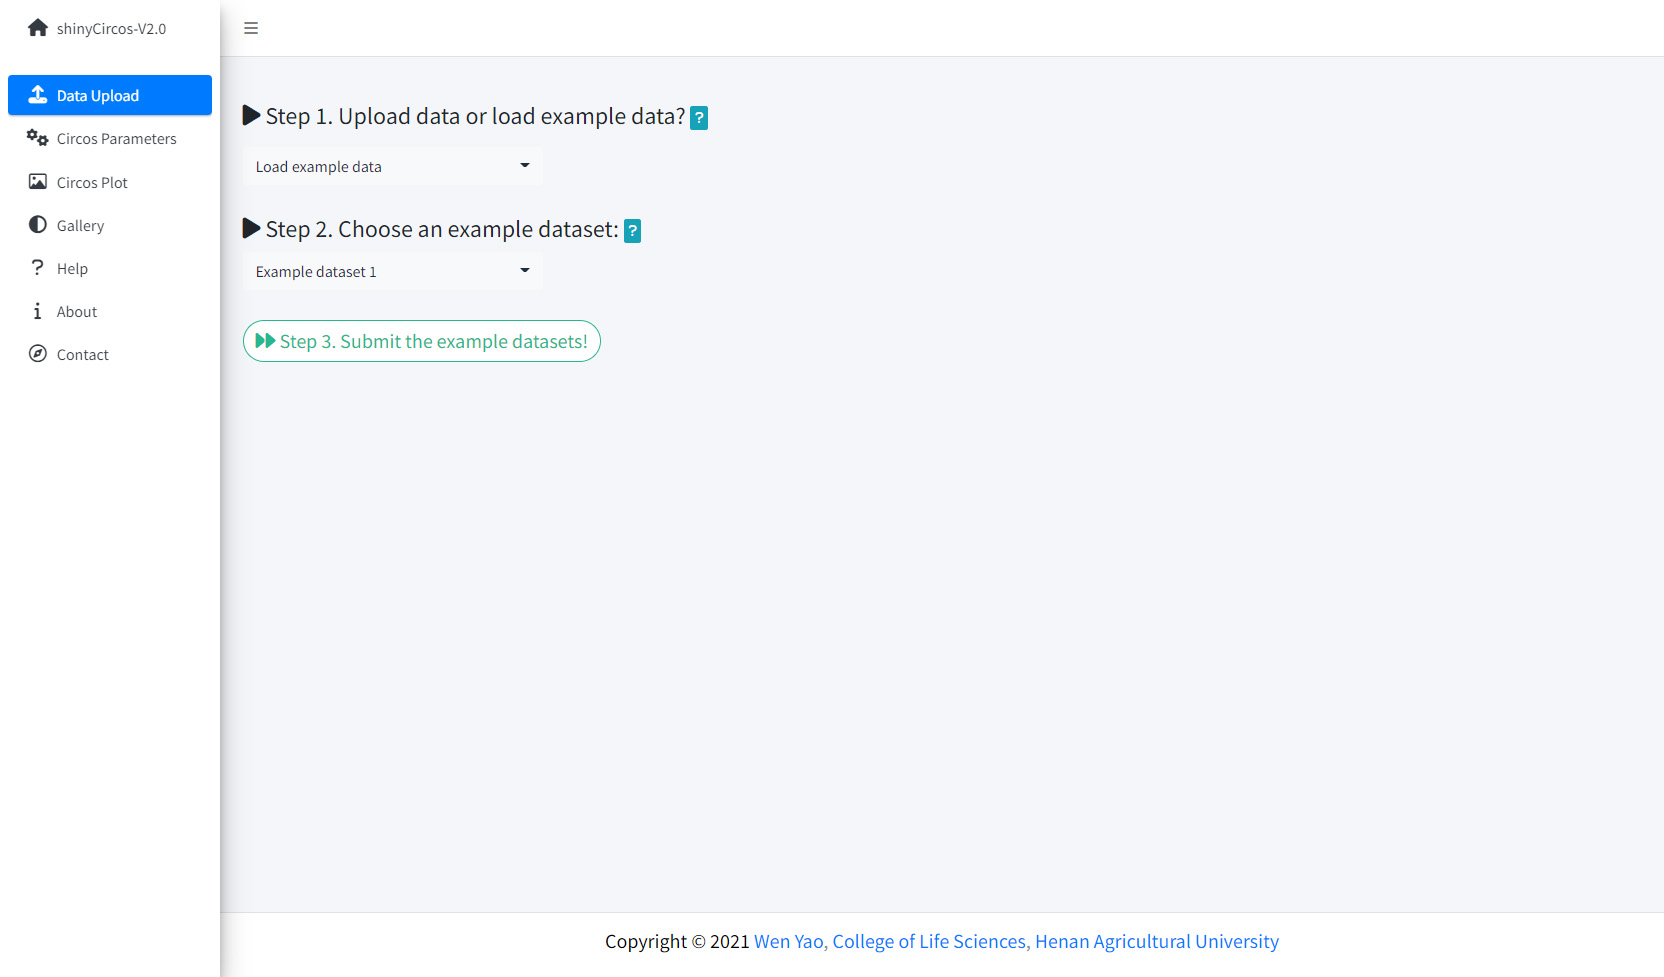 shinyCircos-V2.0
Data Upload
Circos Parameters
Circos Plot
Gallery
Help
About
Contact
Step 1. Upload data or load example data? ?
Load example data
Step 2. Choose an example dataset: ?
Example dataset 1
Step 3. Submit the example datasets!
Copyright © 2021 Wen Yao, College of Life Sciences, Henan Agricultural University